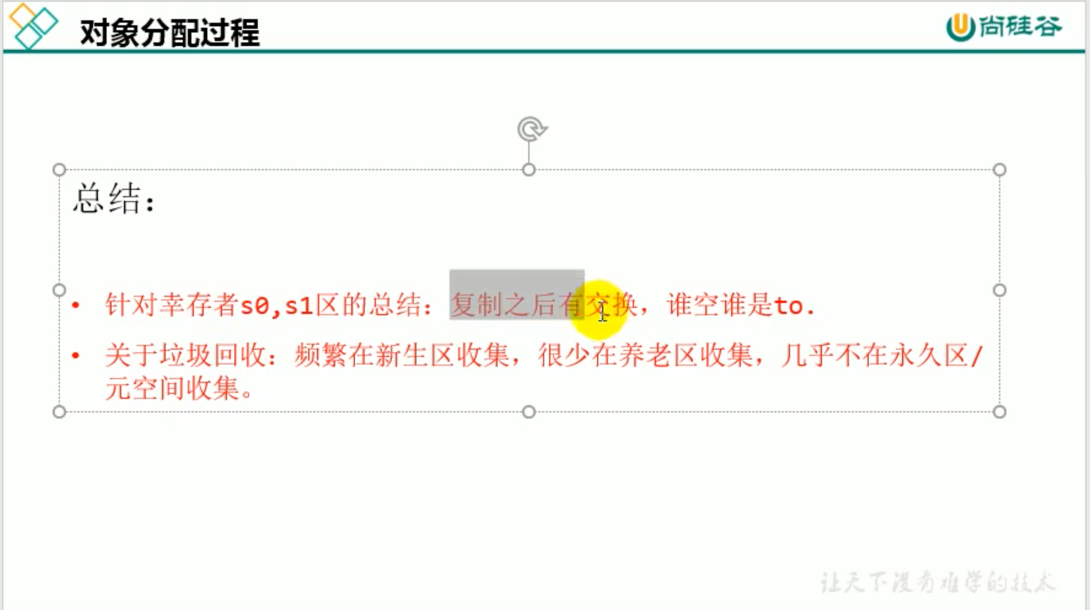 对象分配过程
尚硅谷
总结:
• 针对幸存者s0,s1区的总结: 复制之后有交换, 谁空谁是to.
• 关于垃圾回收: 频繁在新生区收集, 很少在养老区收集, 几乎不在永久区/
元空间收集。
让天下没有难学的技术